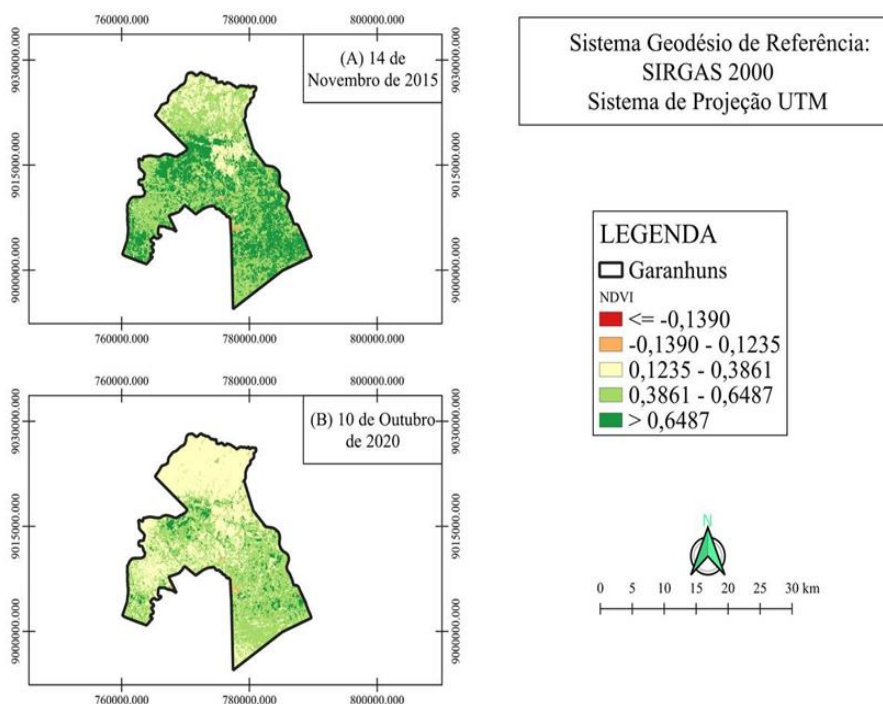 760000.000 780000.000 800000.000
9030000.000 9030000.000
(A) 14 de
Novembro de 2015
9015000.000 9015000.000
9000000.000 9000000.000
760000.000 780000.000 800000.000
760000.000 780000.000 800000.000
9030000.000 9030000.000
(B) 10 de Outubro
de 2020
9015000.000 9015000.000
9000000.000 9000000.000
760000.000 780000.000 800000.000
Sistema Geodésio de Referência:
SIRGAS 2000
Sistema de Projeção UTM
LEGENDA
Garanhuns
NDVI
<= -0,1390
-0,1390 - 0,1235
0,1235 - 0,3861
0,3861 - 0,6487
> 0,6487
N
0 5 10 15 20 25 30 km